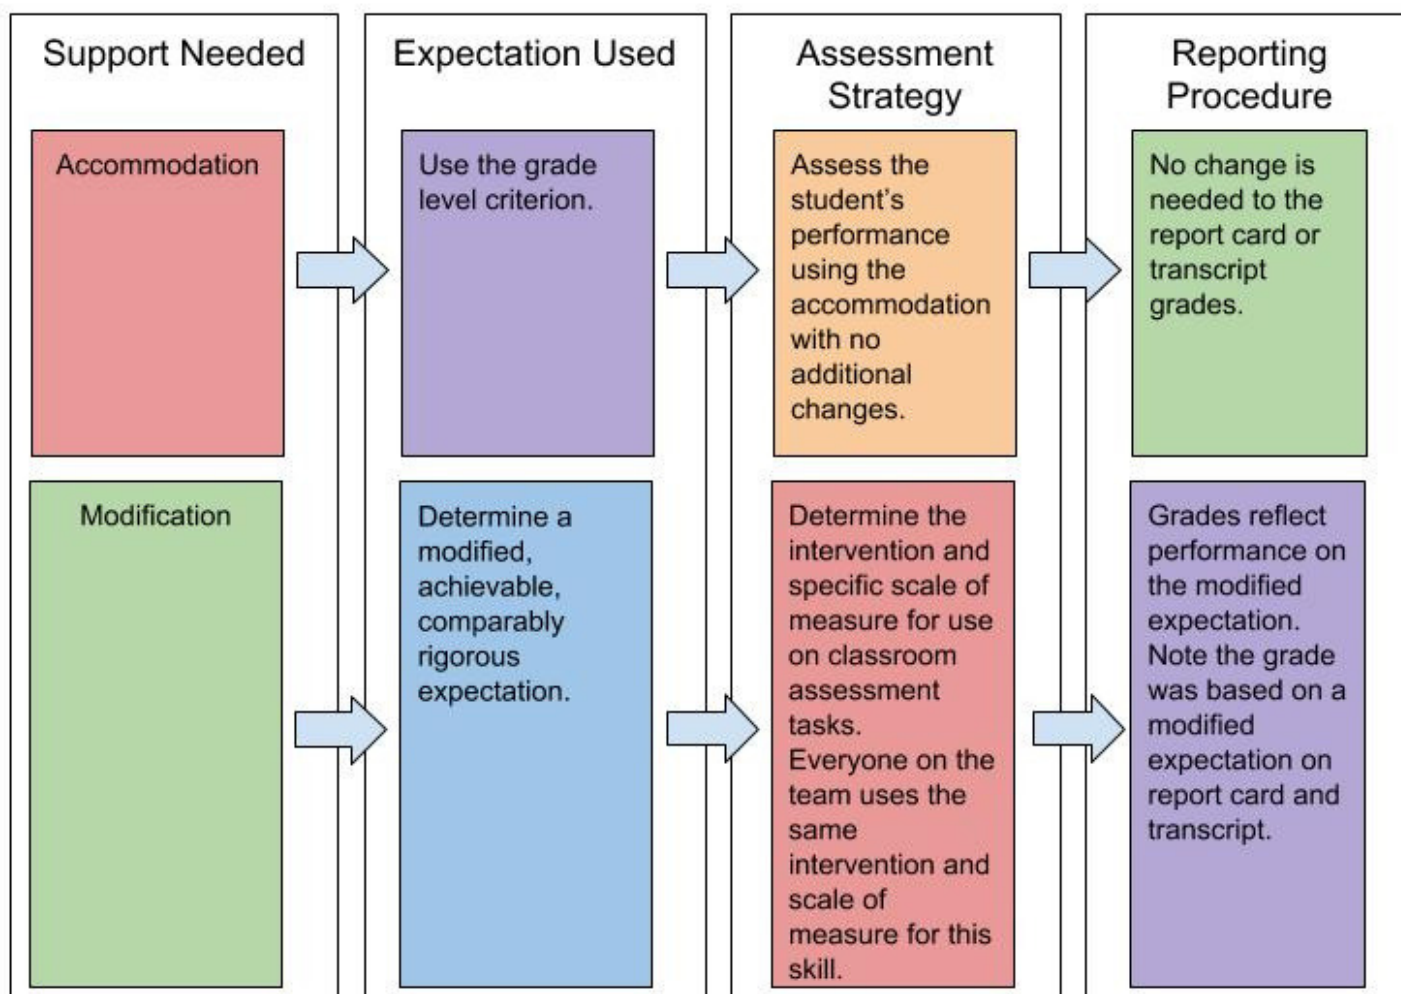 Support Needed
Expectation Used
Assessment
Strategy
Reporting
Procedure
Accommodation
Use the grade
level criterion.
Assess the
student's
performance
using the
accommodation
with no
additional
changes.
No change is
needed to the
report card or
transcript
grades.
Modification
Determine a
modified,
achievable,
comparably
rigorous
expectation.
Determine the
intervention and
specific scale of
measure for use
on classroom
assessment
tasks.
Everyone on the
team uses the
same
intervention and
scale of
measure for this
skill.
Grades reflect
performance on
the modified
expectation.
Note the grade
was based on a
modified
expectation on
report card and
transcript.